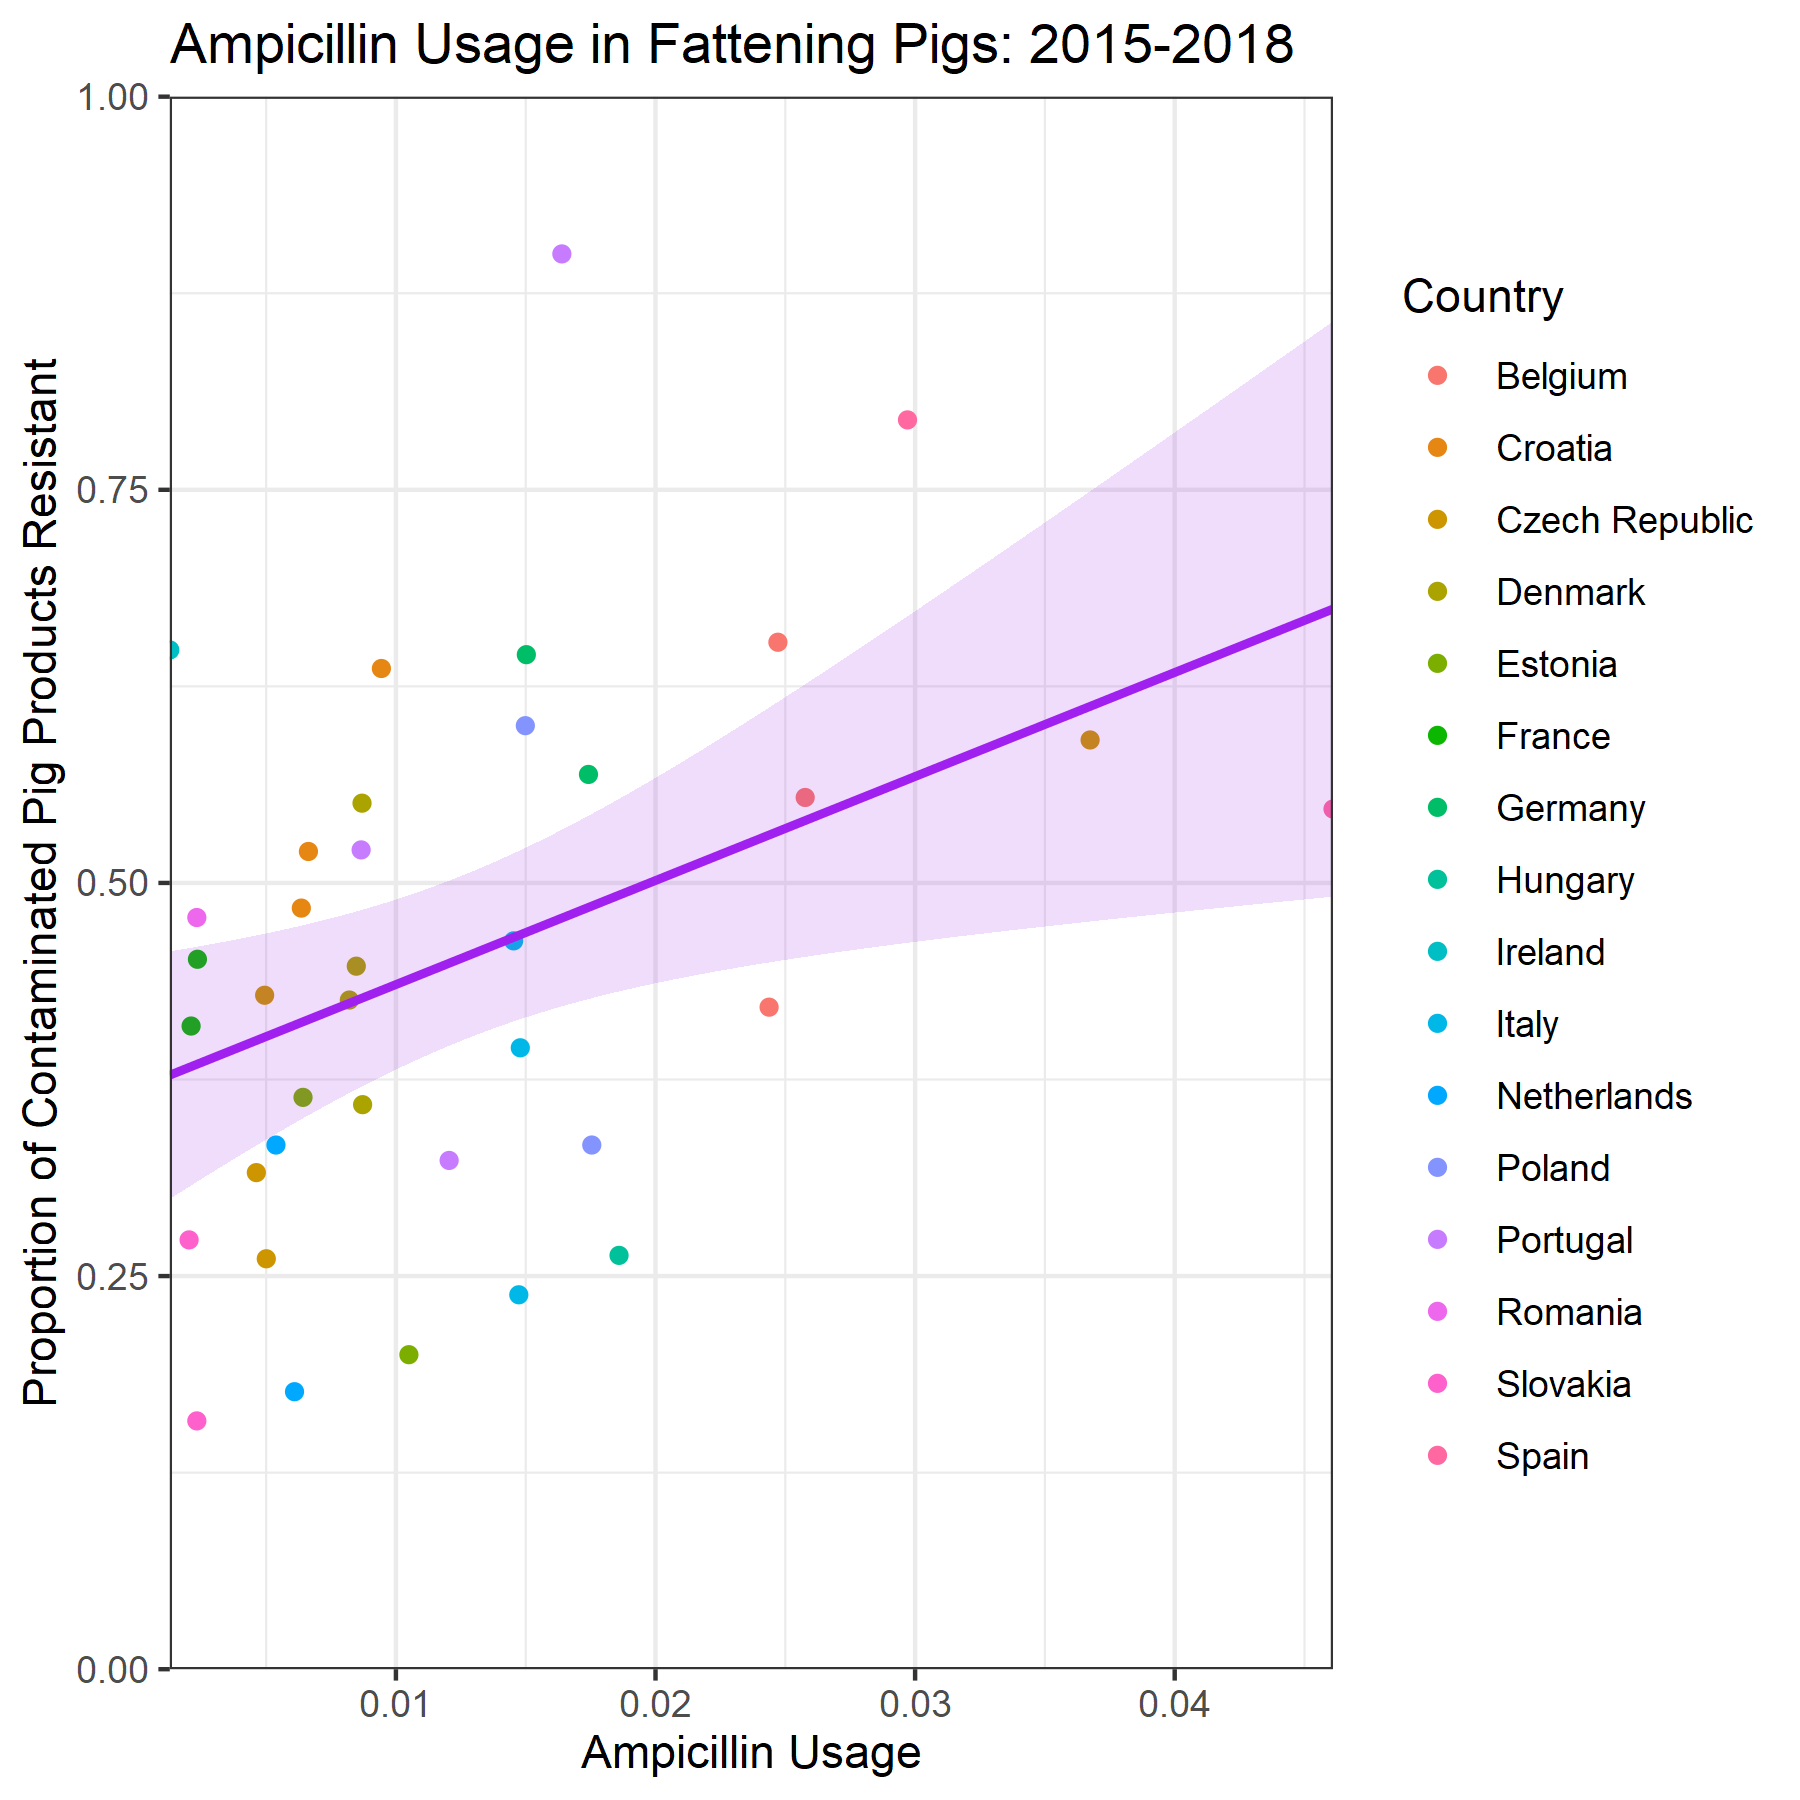 Ampicillin Usage in Fattening Pigs: 2015-2018
Proportion of Contaminated Pig Products Resistant
1.00
0.75
0.50
0.25
0.00
0.01
0.02
0.03
0.04
Ampicillin Usage
Country
Belgium
Croatia
Czech Republic
Denmark
Estonia
France
Germany
Hungary
Ireland
Italy
Netherlands
Poland
Portugal
Romania
Slovakia
Spain